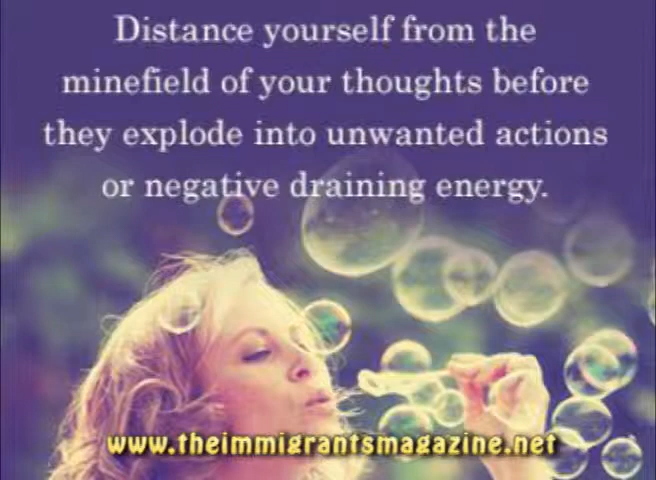 Distance yourself from the
minefield of your thoughts before
they explode into unwanted actions
or negative draining energy.
www.theimmigrantsmagazine.net